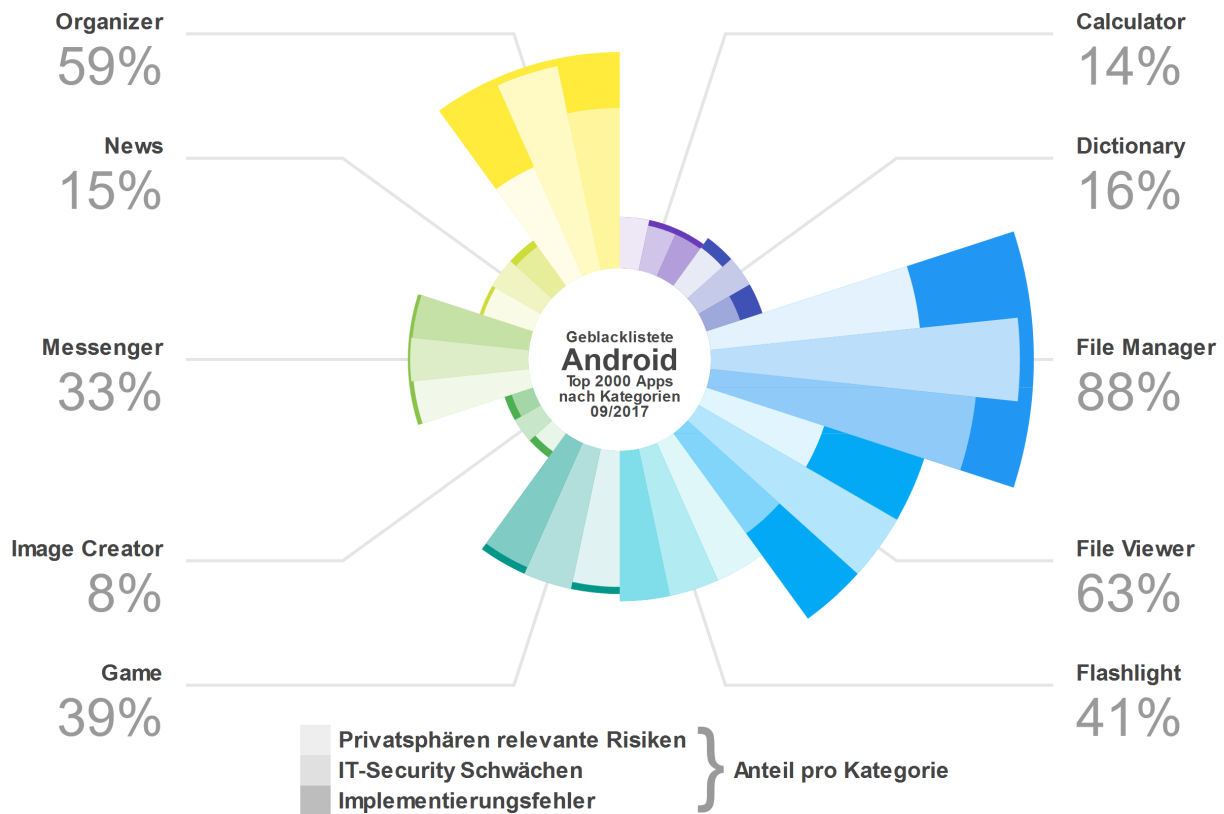 Organizer
59%
News
15%
Messenger
33%
Image Creator
8%
Game
39%
Calculator
14%
Dictionary
16%
File Manager
88%
File Viewer
63%
Flashlight
41%
Geblacklistete
Android
Top 2000 Apps
nach Kategorien
09/2017
Privatsphären relevante Risiken
IT-Security Schwächen
Implementierungsfehler
Anteil pro Kategorie